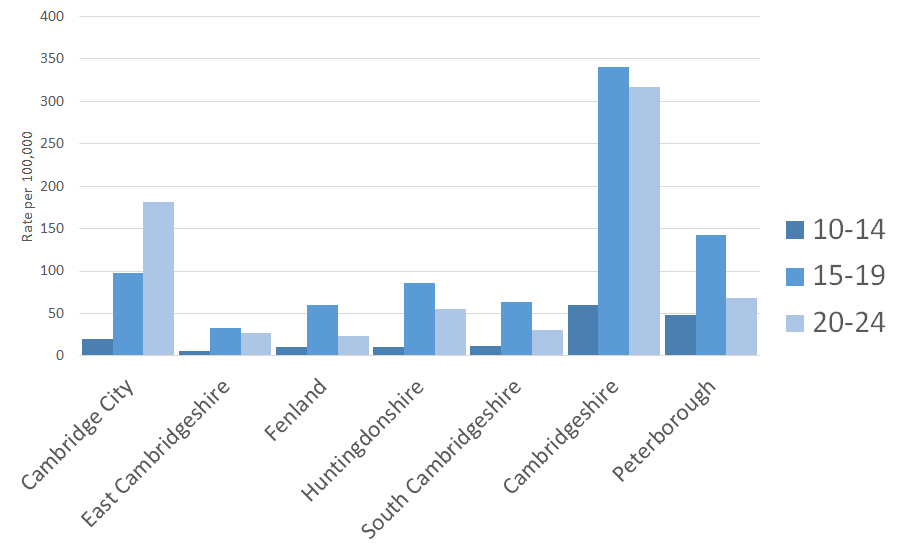 400
350
300
250
200
150
100
50
0
Rate per 100,000
Cambridge City
East Cambridgeshire
Fenland
Huntingdonshire
South Cambridgeshire
Cambridgeshire
Peterborough
10-14
15-19
20-24